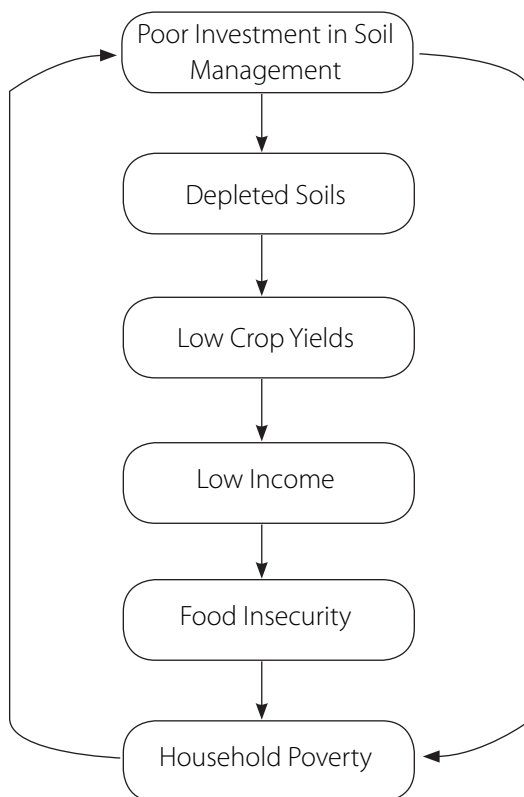 Poor Investment in Soil
Management
Depleted Soils
Low Crop Yields
Low Income
Food Insecurity
Household Poverty